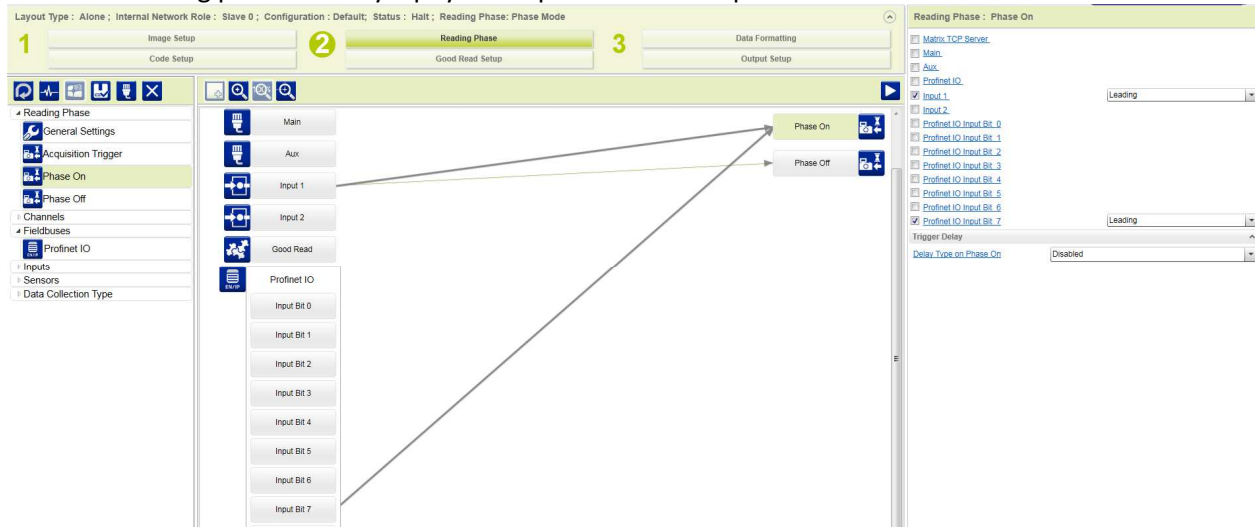 Layout Type : Alone ; Internal Network Role : Slave 0 ; Configuration : Default; Status : Halt ; Reading Phase: Phase Mode
1
Image Setup
Code Setup
2
Reading Phase
Good Read Setup
3
Data Formatting
Output Setup
Reading Phase
General Settings
Acquisition Trigger
Phase On
Phase Off
Channels
Fieldbuses
EN/IP
Profinet IO
Inputs
Sensors
Data Collection Type
Main
Aux
Input 1
Input 2
Good Read
EN/IP
Profinet IO
Input Bit 0
Input Bit 1
Input Bit 2
Input Bit 3
Input Bit 4
Input Bit 5
Input Bit 6
Input Bit 7
Phase On
Phase Off
Reading Phase : Phase On
Matrix TCP Server
Main
Aux
Profinet IO
Input 1 Leading
Input 2
Profinet IO Input Bit 0
Profinet IO Input Bit 1
Profinet IO Input Bit 2
Profinet IO Input Bit 3
Profinet IO Input Bit 4
Profinet IO Input Bit 5
Profinet IO Input Bit 6
Profinet IO Input Bit 7 Leading
Trigger Delay
Delay Type on Phase On Disabled